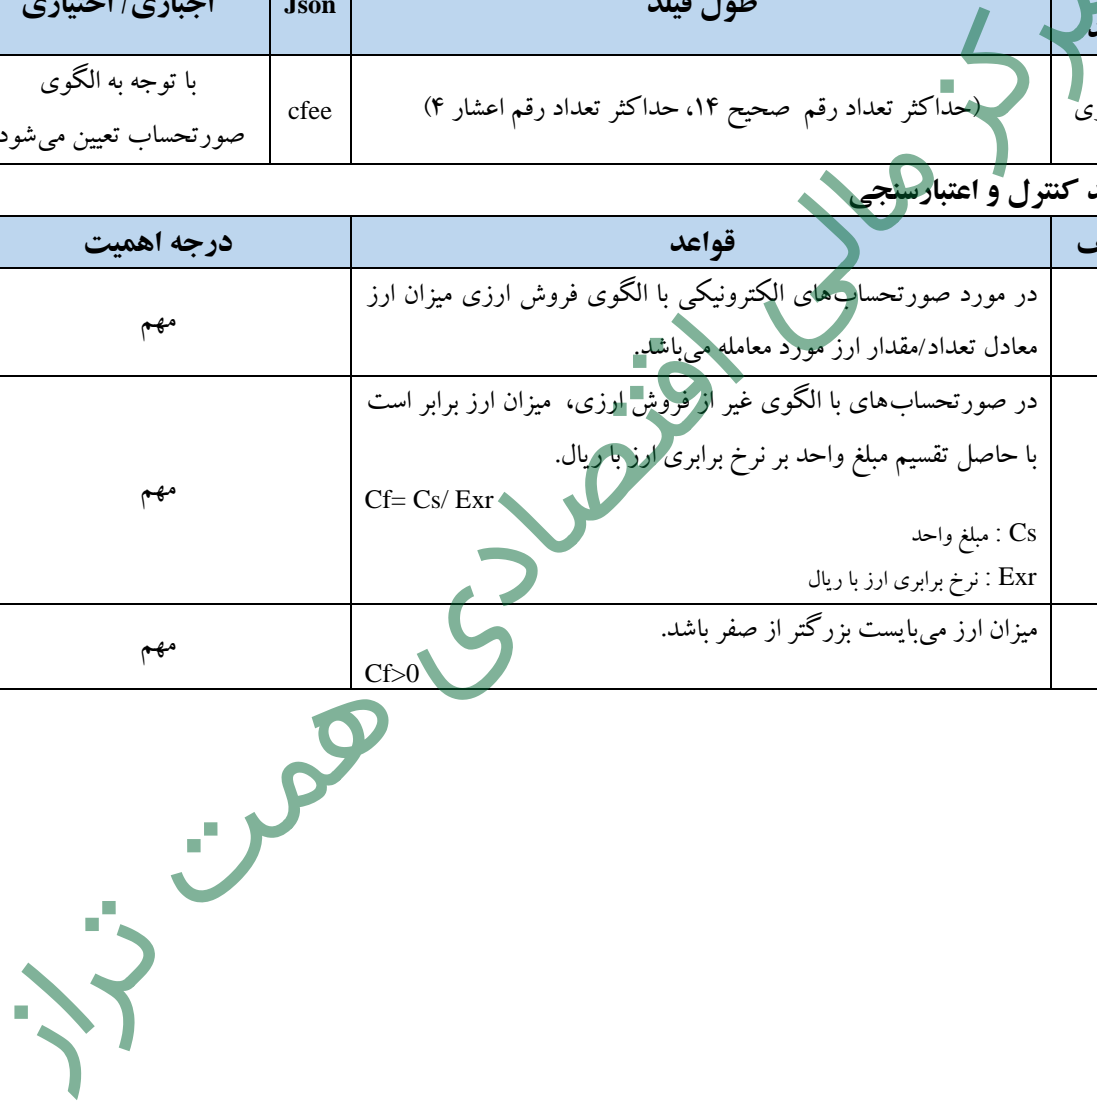 طول فیلد
Json
اجباری/ اختیاری
(حداکثر تعداد رقم صحیح ۱۴، حداکثر تعداد رقم اعشار ۴)
cfee
با توجه به الگوی
صورتحساب تعیین می‌شود
کنترل و اعتبارسنجی
قواعد
درجه اهمیت
در مورد صورتحساب‌های الکترونیکی با الگوی فروش ارزی میزان ارز
معادل تعداد/مقدار ارز مورد معامله می‌باشد.
مهم
در صورتحساب‌های با الگوی غیر از فروش ارزی، میزان ارز برابر است
با حاصل تقسیم مبلغ واحد بر نرخ برابری ارز با ریال.
Cf= Cs/ Exr
Cs : مبلغ واحد
Exr : نرخ برابری ارز با ریال
مهم
میزان ارز می‌بایست بزرگتر از صفر باشد.
Cf>0
مهم
مالی اقتصادی همت تراز